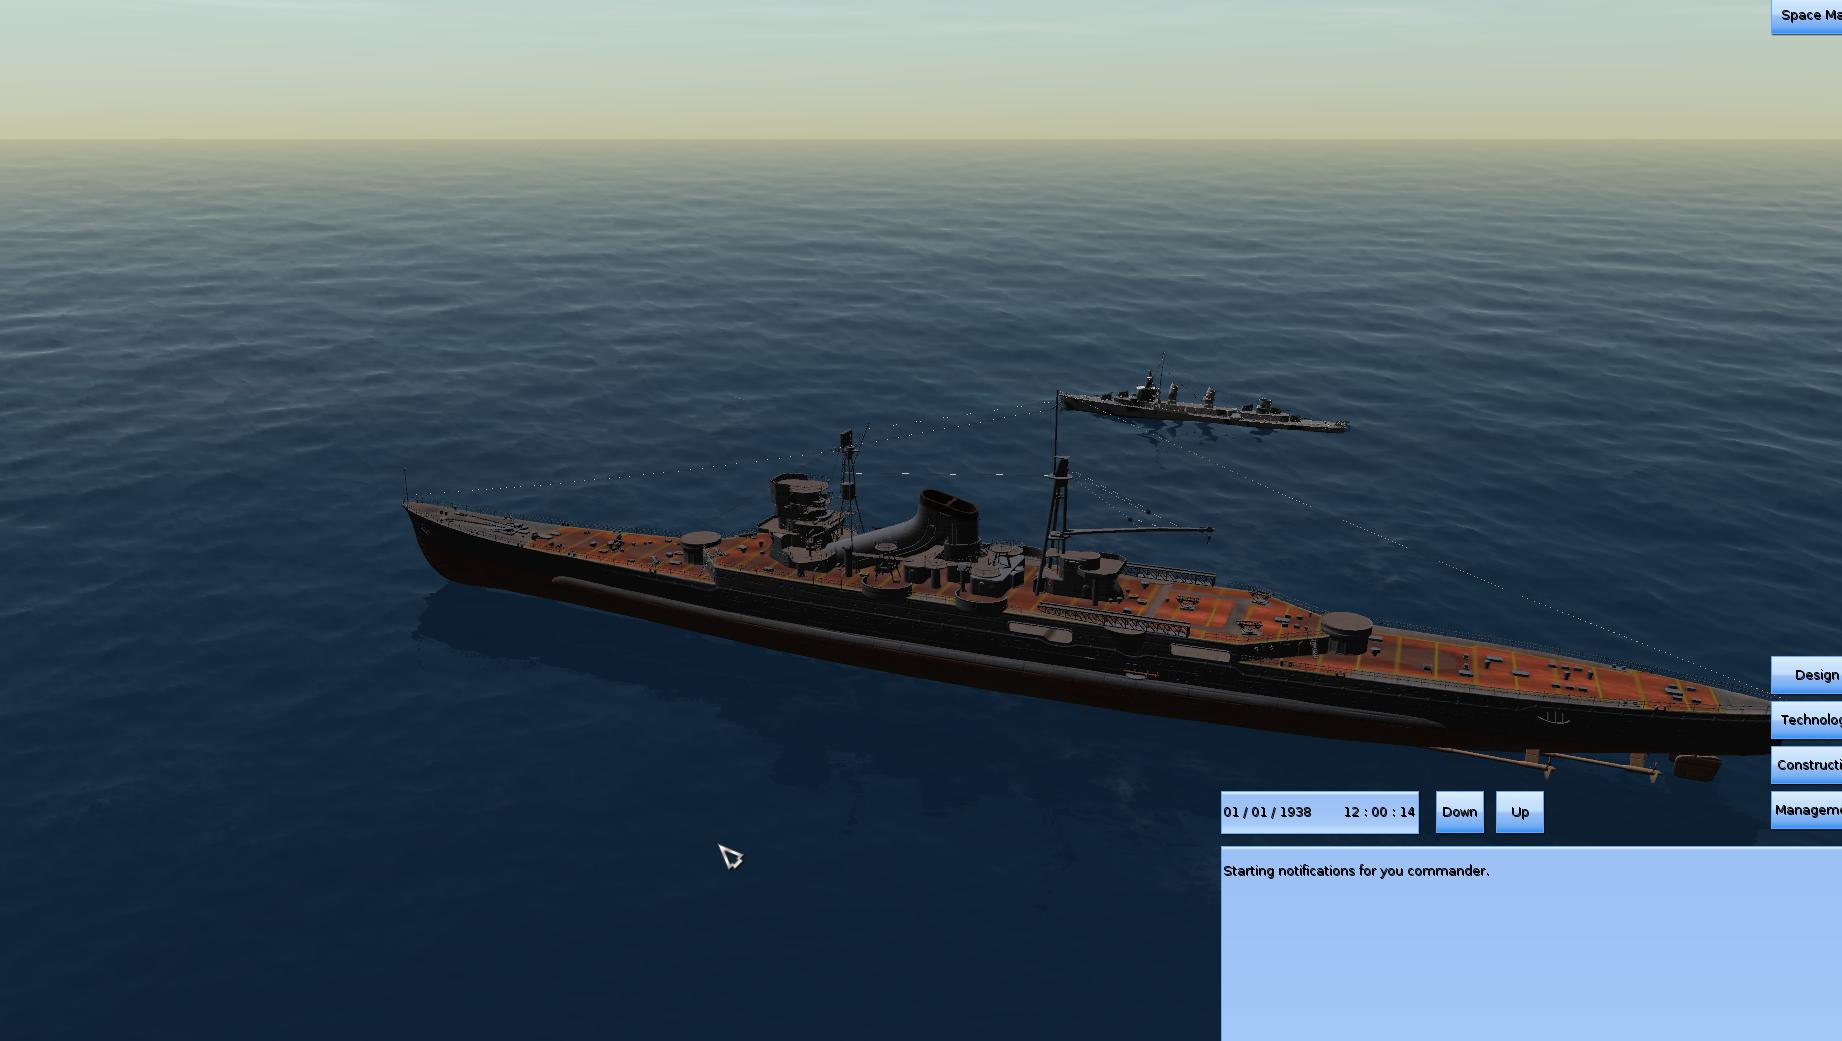 Space Ma
Design
Technolog
Constructi
Manageme
01 / 01 / 1938 12 : 00 : 14 Down Up
Starting notifications for you commander.